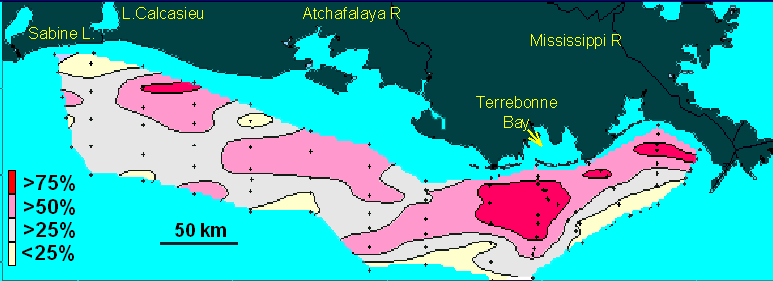 L.Calcasieu
Atchafalaya R
Sabine L.
Mississippi R
Terrebonne
Bay
>75%
>50%
>25%
<25%
50 km